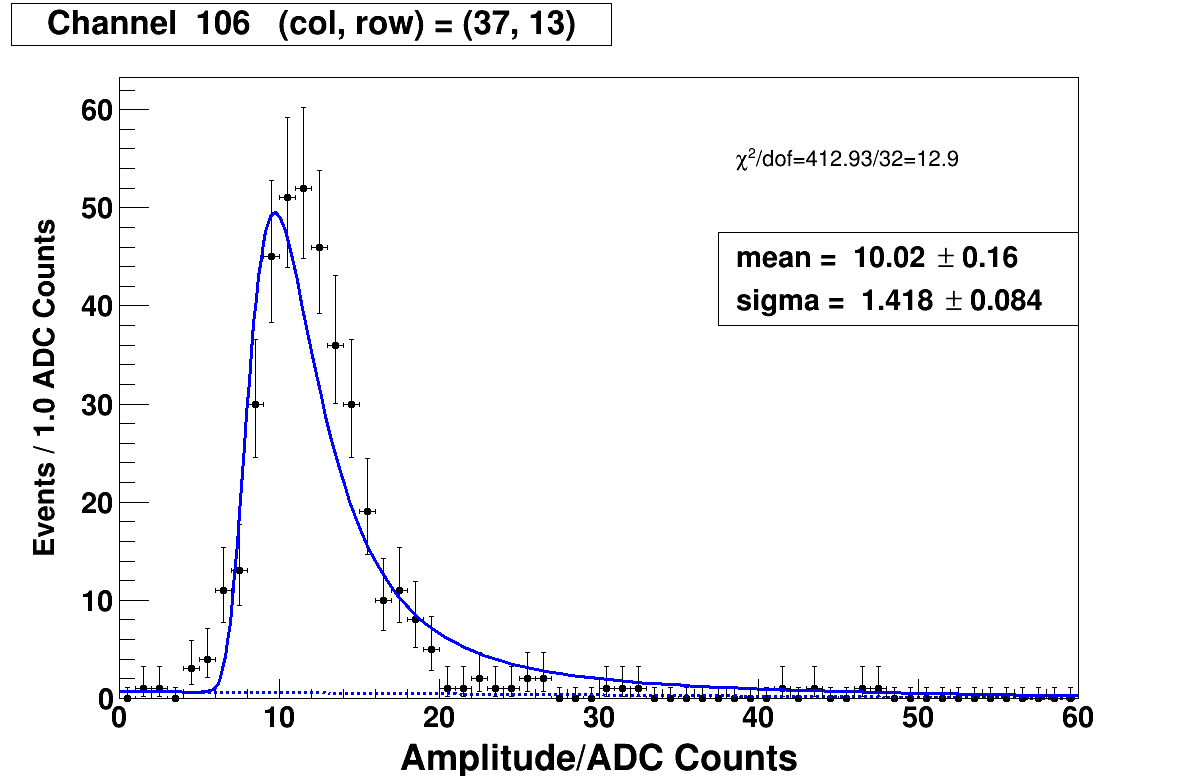 Channel 106 (col, row) = (37, 13)
χ²/dof=412.93/32=12.9
mean = 10.02 ± 0.16
sigma = 1.418 ± 0.084
Events / 1.0 ADC Counts
60
50
40
30
20
10
0
0 10 20 30 40 50 60
Amplitude/ADC Counts